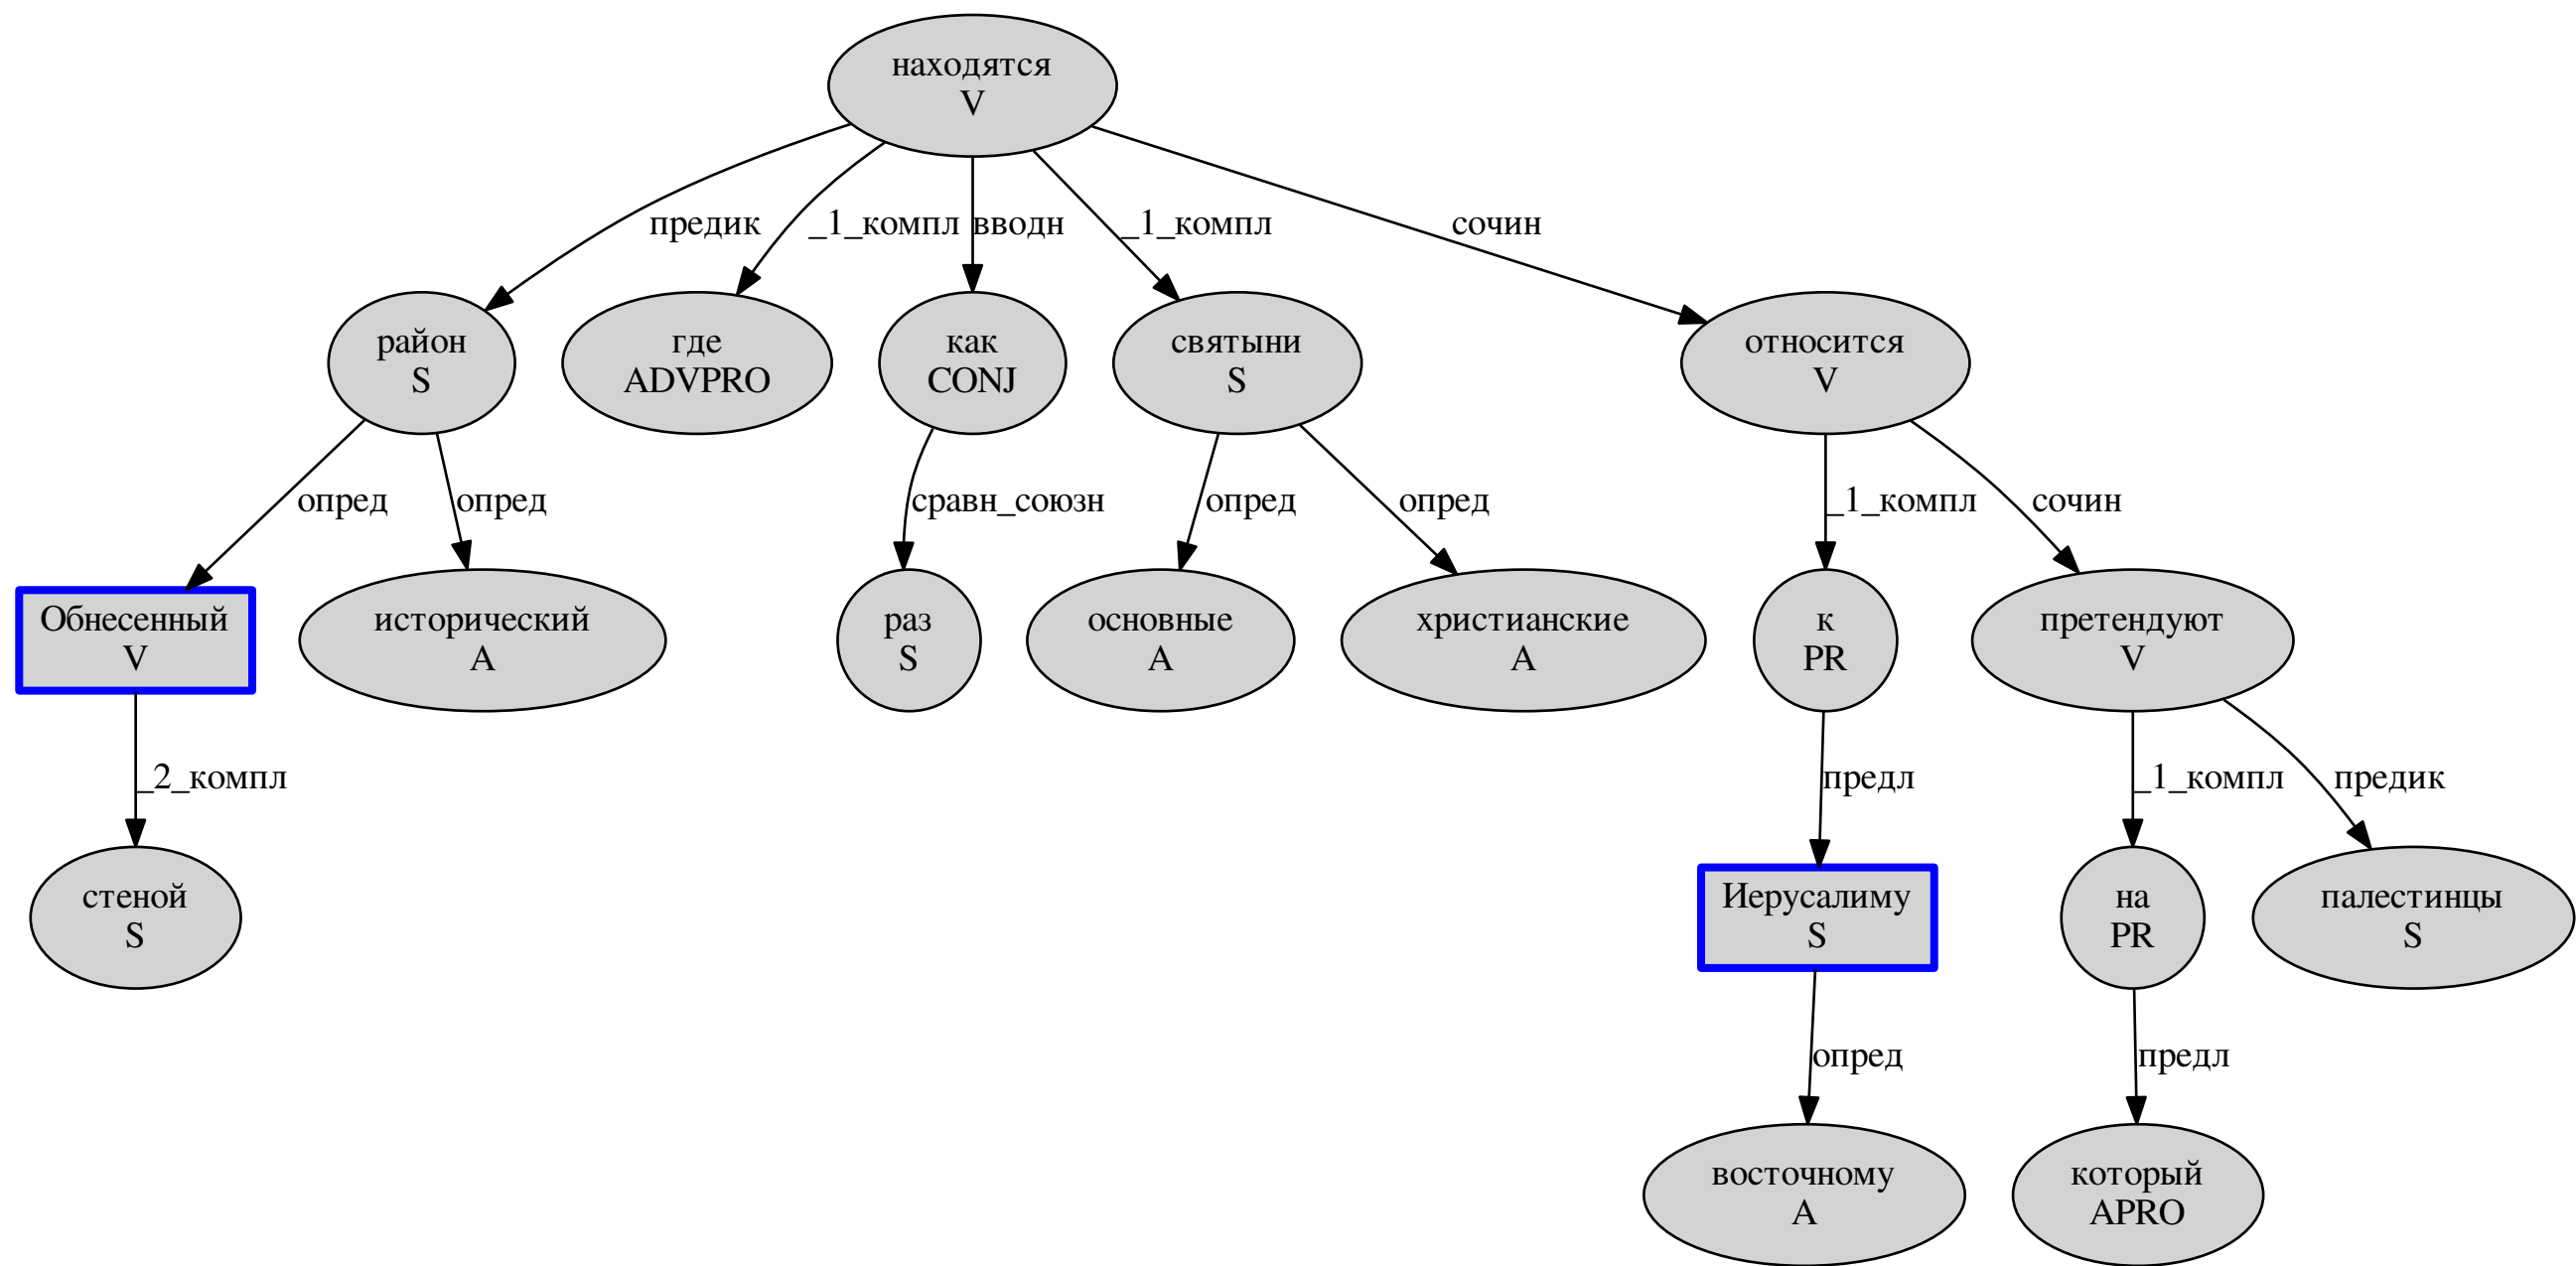 находятся
V
предик
_1_компл
вводн
_1_компл
сочин
район
S
где
ADVPRO
как
CONJ
святыни
S
относится
V
опред
опред
сравн_союзн
опред
опред
_1_компл
сочин
Обнесенный
V
исторический
A
раз
S
основные
A
христианские
A
к
PR
претендуют
V
_2_компл
предл
_1_компл
предик
стеной
S
Иерусалиму
S
на
PR
палестинцы
S
опред
предл
восточному
A
который
APRO